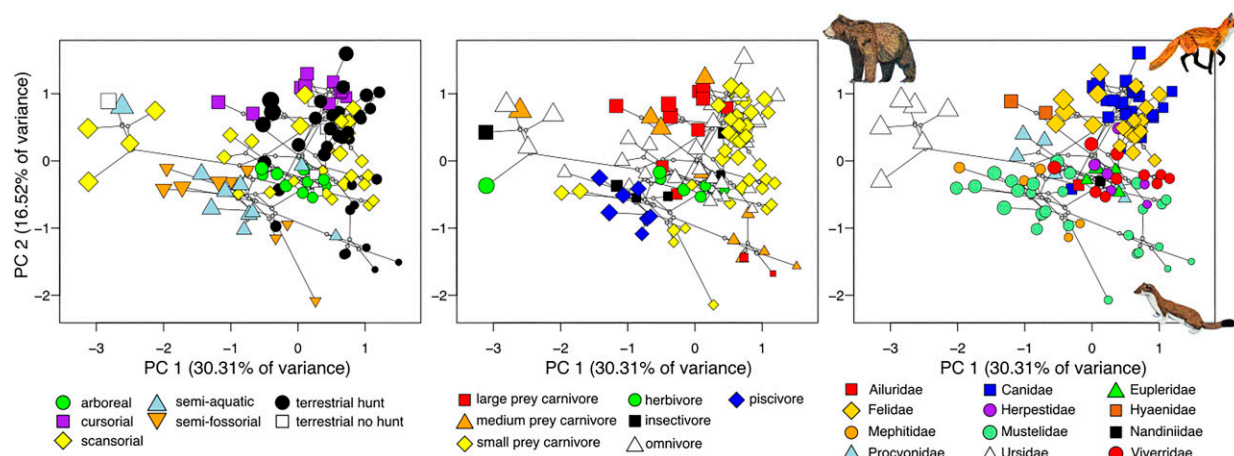 PC 2 (16.52% of variance)
1
0
−1
−2
−3 −2 −1 0 1
PC 1 (30.31% of variance)
1
0
−1
−2
−3 −2 −1 0 1
PC 1 (30.31% of variance)
1
0
−1
−2
−3 −2 −1 0 1
PC 1 (30.31% of variance)
arboreal semi-aquatic terrestrial hunt
cursorial semi-fossorial terrestrial no hunt
scansorial
large prey carnivore herbivore piscivore
medium prey carnivore insectivore
small prey carnivore omnivore
Ailuridae Canidae Eupleridae
Felidae Herpestidae Hyaenidae
Mephitidae Mustelidae Nandiniidae
Procyonidae Ursidae Viverridae